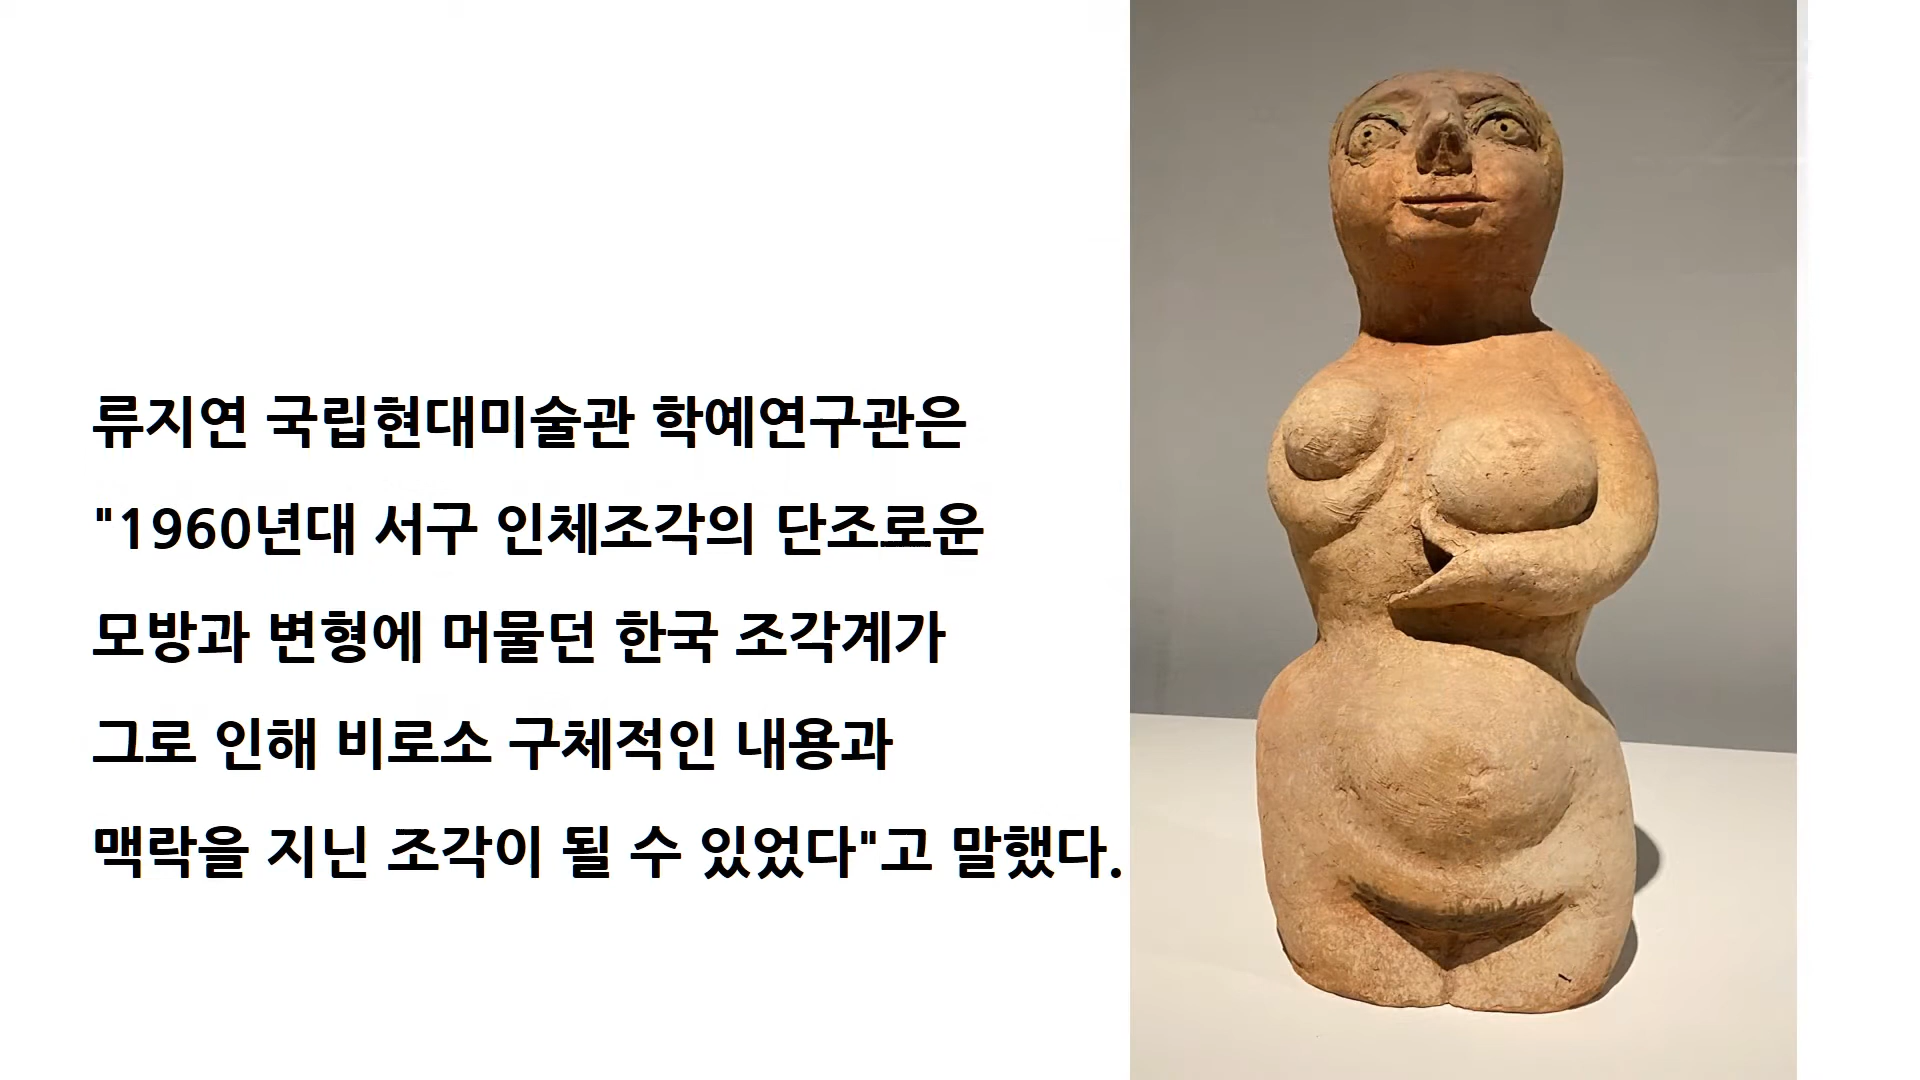 류지연 국립현대미술관 학예연구관은
"1960년대 서구 인체조각의 단조로운
모방과 변형에 머물던 한국 조각계가
그로 인해 비로소 구체적인 내용과
맥락을 지닌 조각이 될 수 있었다"고 말했다.